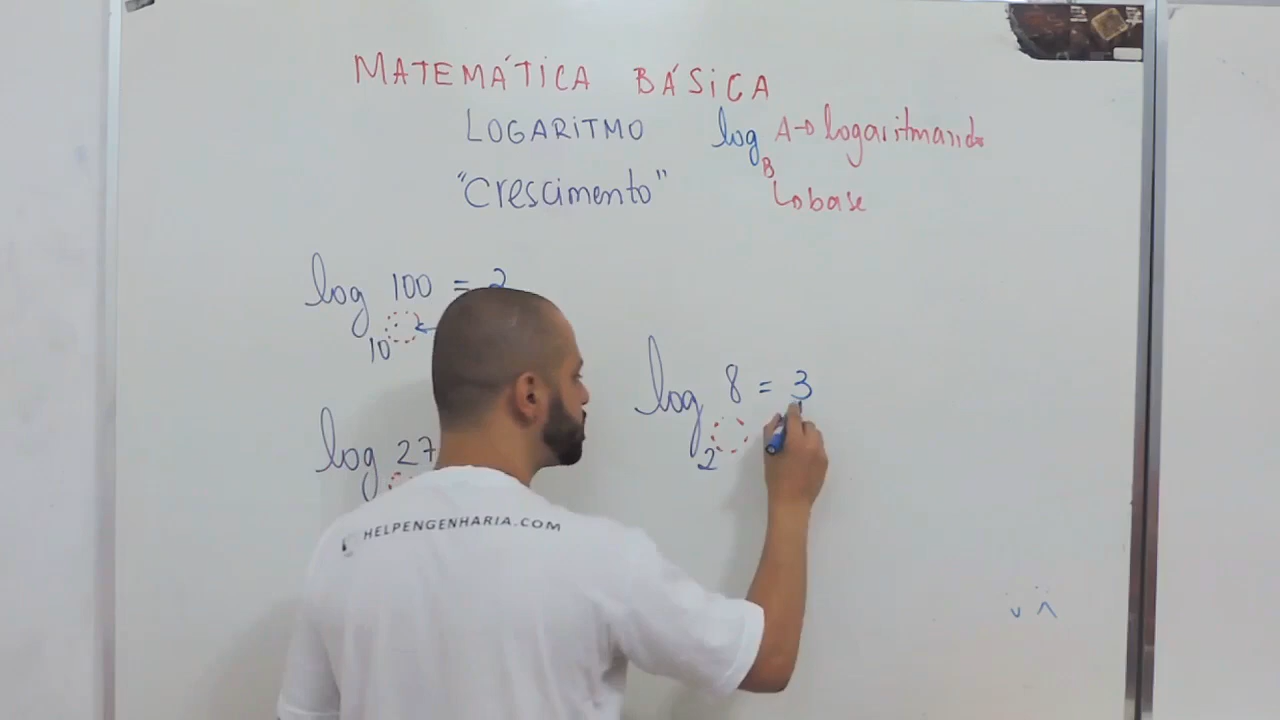 MATEMÁTICA BÁSICA
LOGARITMO
"Crescimento"
log B A → logaritmando
↳ base
log 10 100 = 2
log 27
log 2 8 = 3
HELPENGENHARIA.COM